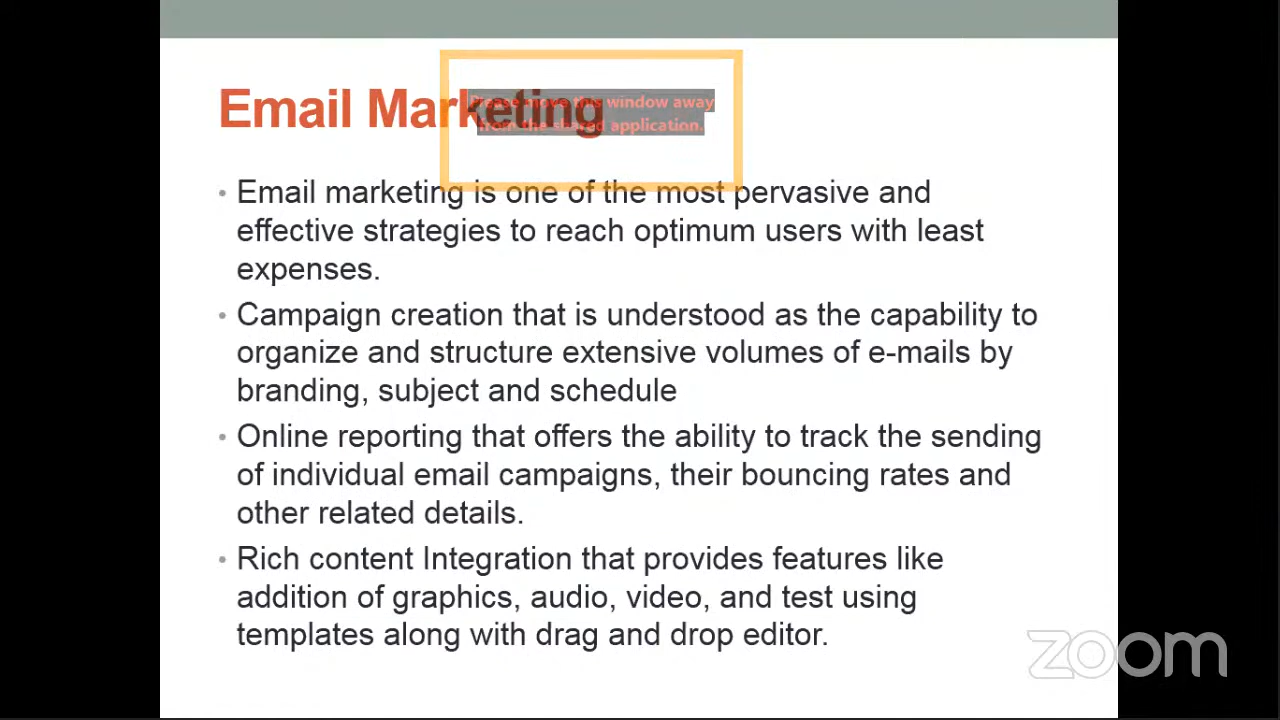 Email Marketing
Please move this window away
from the shared application.
• Email marketing is one of the most pervasive and
effective strategies to reach optimum users with least
expenses.
• Campaign creation that is understood as the capability to
organize and structure extensive volumes of e-mails by
branding, subject and schedule
• Online reporting that offers the ability to track the sending
of individual email campaigns, their bouncing rates and
other related details.
• Rich content Integration that provides features like
addition of graphics, audio, video, and test using
templates along with drag and drop editor.
zoom